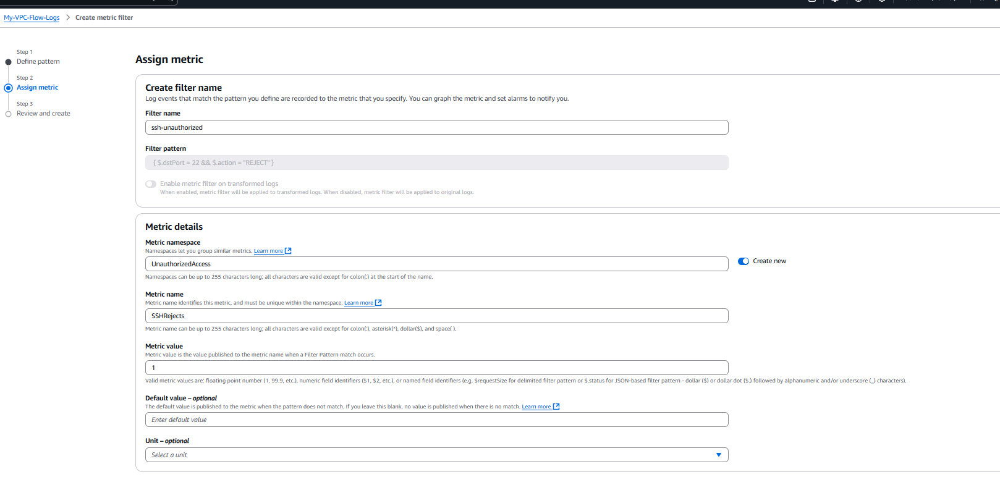 My-VPC-Flow-Logs > Create metric filter
Step 1
Define pattern
Step 2
Assign metric
Step 3
Review and create
Assign metric
Create filter name
Log events that match the pattern you define are recorded to the metric that you specify. You can graph the metric and set alarms to notify you.
Filter name
ssh-unauthorized
Filter pattern
{ $.dstPort = 22 && $.action = "REJECT" }
Enable metric filter on transformed logs
When enabled, metric filter will be applied to transformed logs. When disabled, metric filter will be applied to original logs.
Metric details
Metric namespace
Namespaces let you group similar metrics. Learn more
UnauthorizedAccess
Create new
Namespaces can be up to 255 characters long; all characters are valid except for colon(:) at the start of the name.
Metric name
Metric name identifies this metric, and must be unique within the namespace. Learn more
SSHRejects
Metric name can be up to 255 characters long; all characters are valid except for colon(:), asterisk(*), dollar($), and space( ).
Metric value
Metric value is the value published to the metric name when a Filter Pattern match occurs.
1
Valid metric values are: floating point number (1, 99.9, etc.), numeric field identifiers ($1, $2, etc.), or named field identifiers (e.g. $requestSize for delimited filter pattern or $.status for JSON-based filter pattern - dollar ($) or dollar dot ($.) followed by alphanumeric and/or underscore (_) characters).
Default value – optional
The default value is published to the metric when the pattern does not match. If you leave this blank, no value is published when there is no match. Learn more
Enter default value
Unit – optional
Select a unit